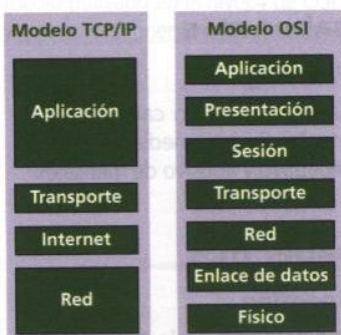 Modelo TCP/IP
Aplicación
Transporte
Internet
Red
Modelo OSI
Aplicación
Presentación
Sesión
Transporte
Red
Enlace de datos
Físico